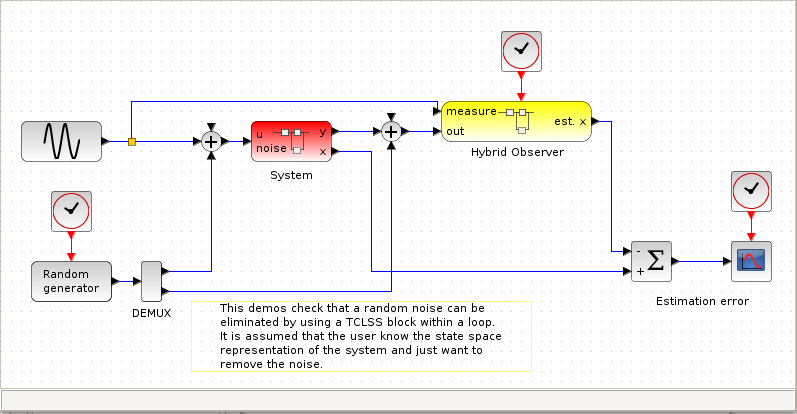 measure
out
est. x
Hybrid Observer
u
noise
y
x
System
Random
generator
DEMUX
-
+
Σ
Estimation error
This demos check that a random noise can be
eliminated by using a TCLSS block within a loop.
It is assumed that the user know the state space
representation of the system and just want to
remove the noise.